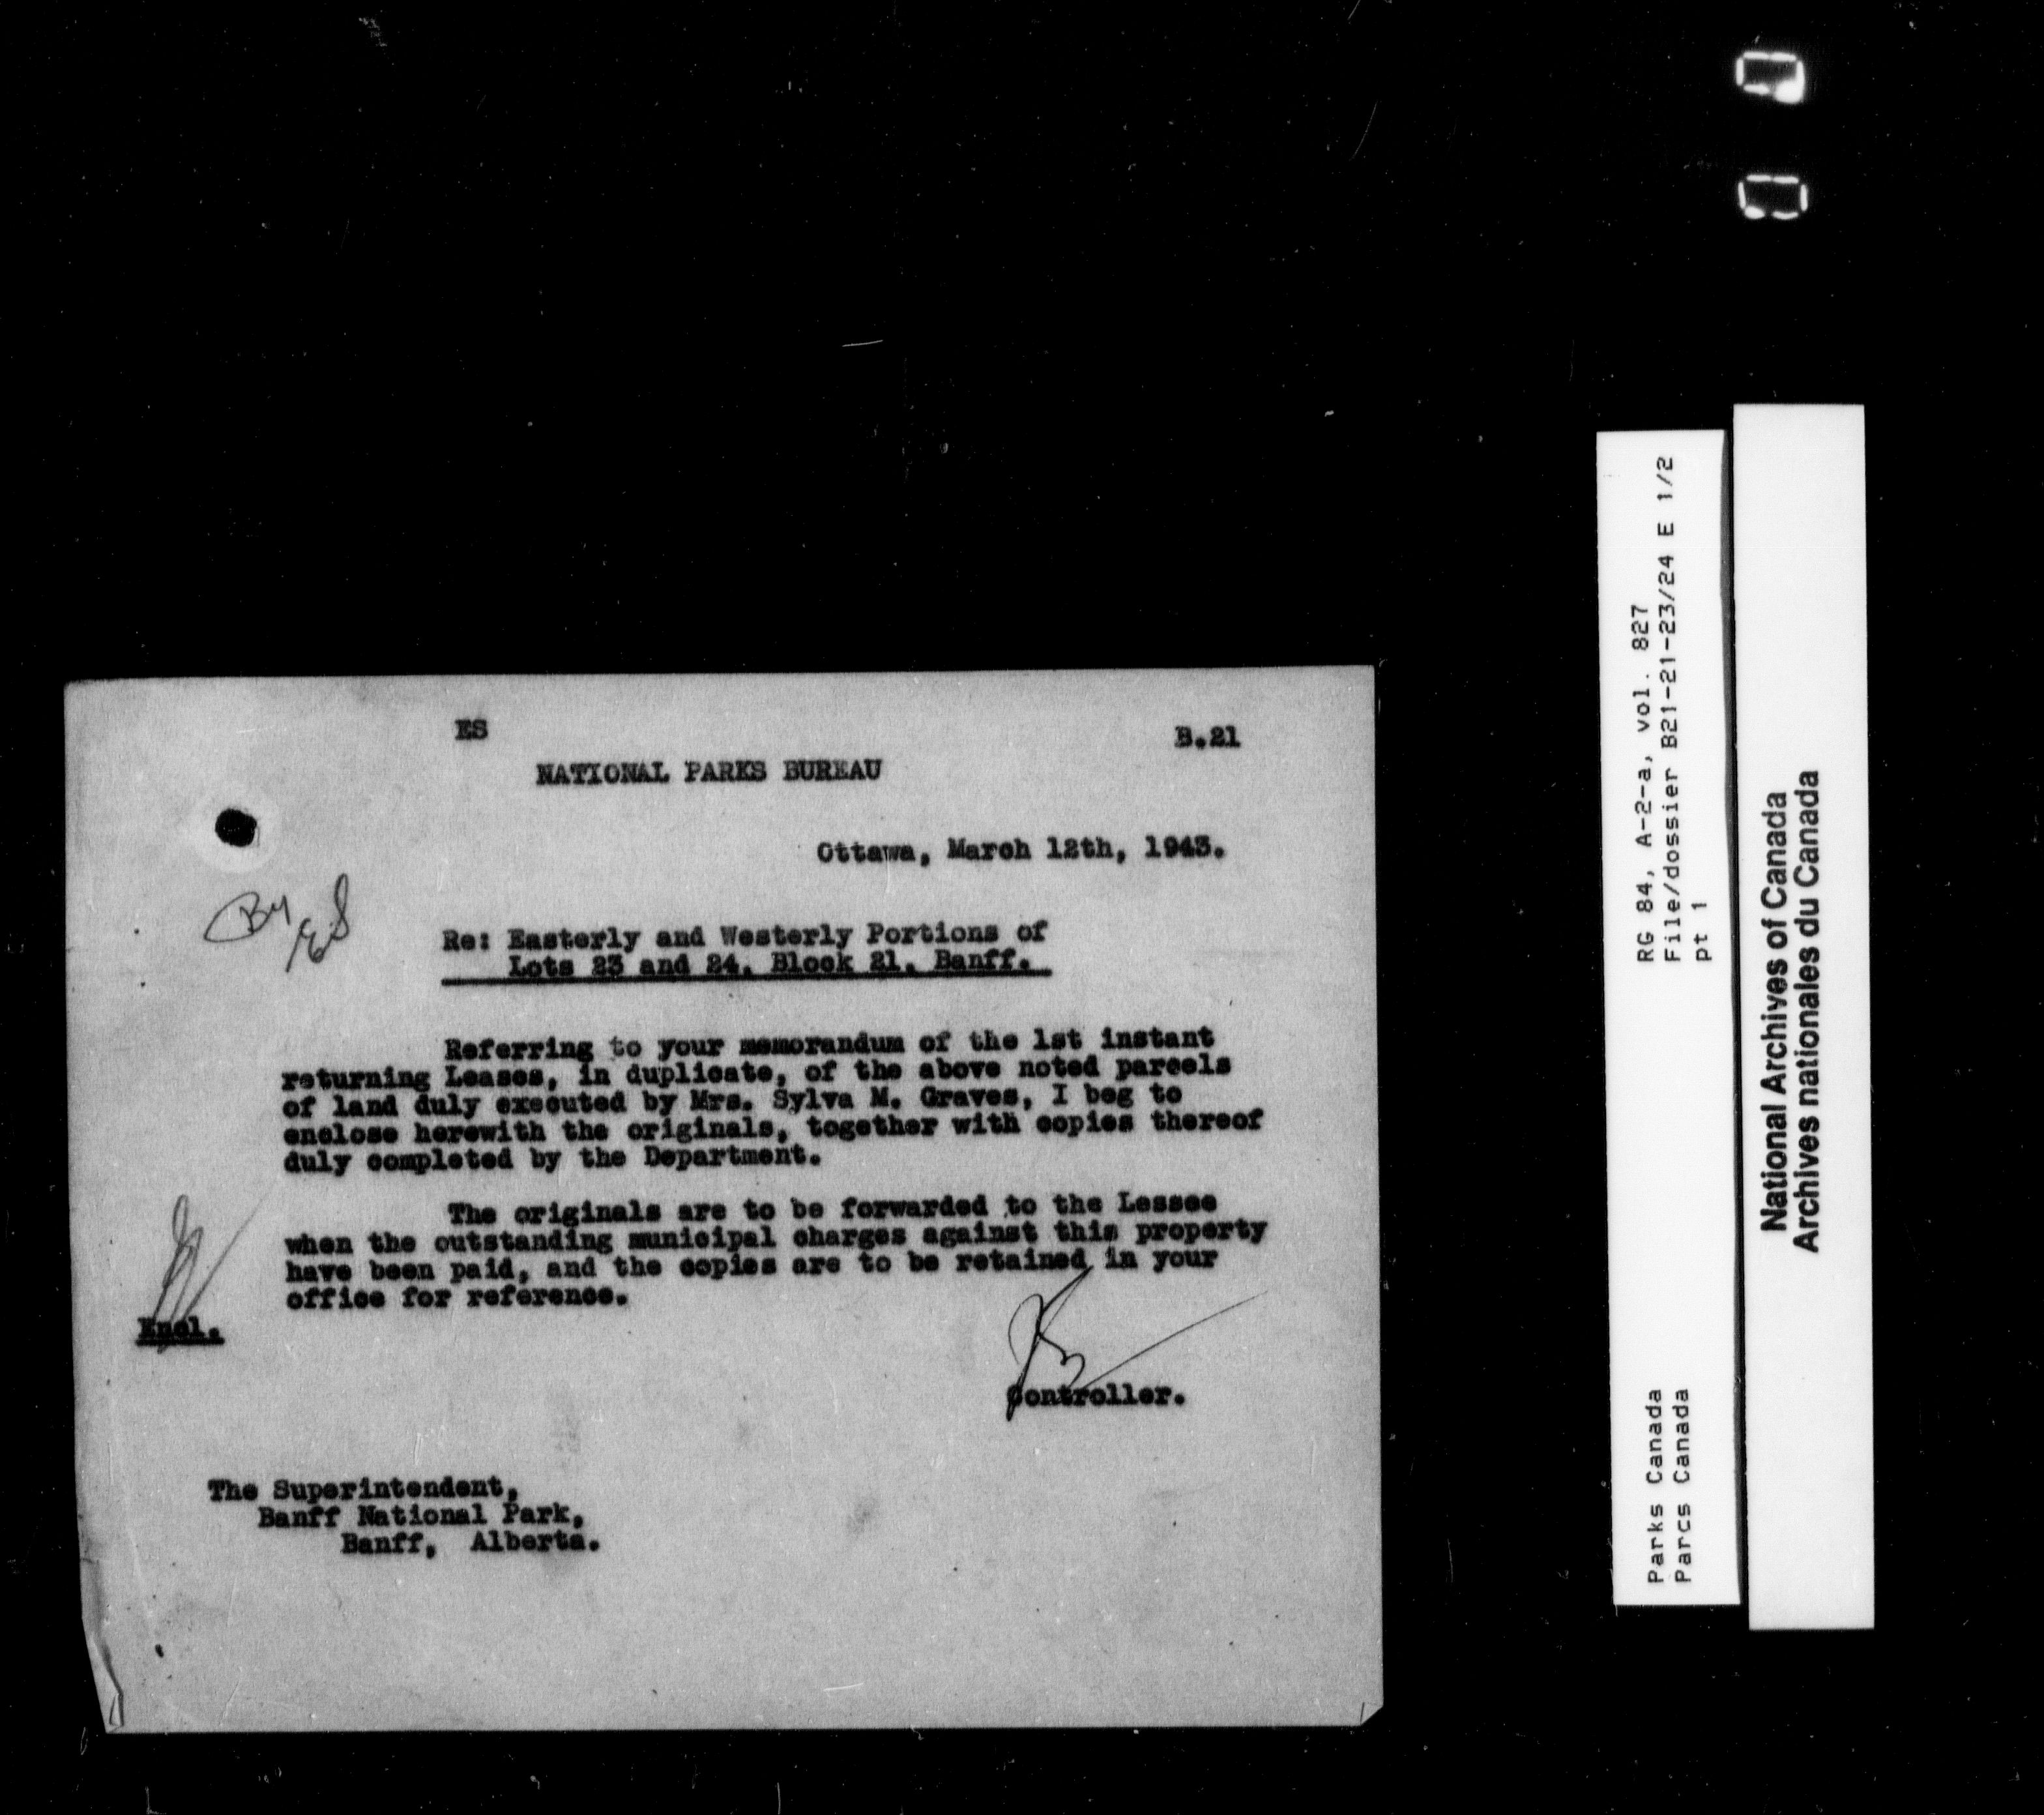 ES
B.21
NATIONAL PARKS BUREAU
Ottawa, March 12th, 1943.
By
ES
Re: Easterly and Westerly Portions of
Lots 23 and 24, Block 21, Banff.
Referring to your memorandum of the 1st instant
returning Leases, in duplicate, of the above noted parcels
of land duly executed by Mrs. Sylva M. Graves, I beg to
enclose herewith the originals, together with copies thereof
duly completed by the Department.
The originals are to be forwarded to the Lessee
when the outstanding municipal charges against this property
have been paid, and the copies are to be retained in your
office for reference.
Encl.
Controller.
The Superintendent,
Banff National Park,
Banff, Alberta.
RG 84, A-2-a, vol. 827
File/dossier B21-21-23/24 E 1/2
pt 1
Parks Canada
Parcs Canada
National Archives of Canada
Archives nationales du Canada